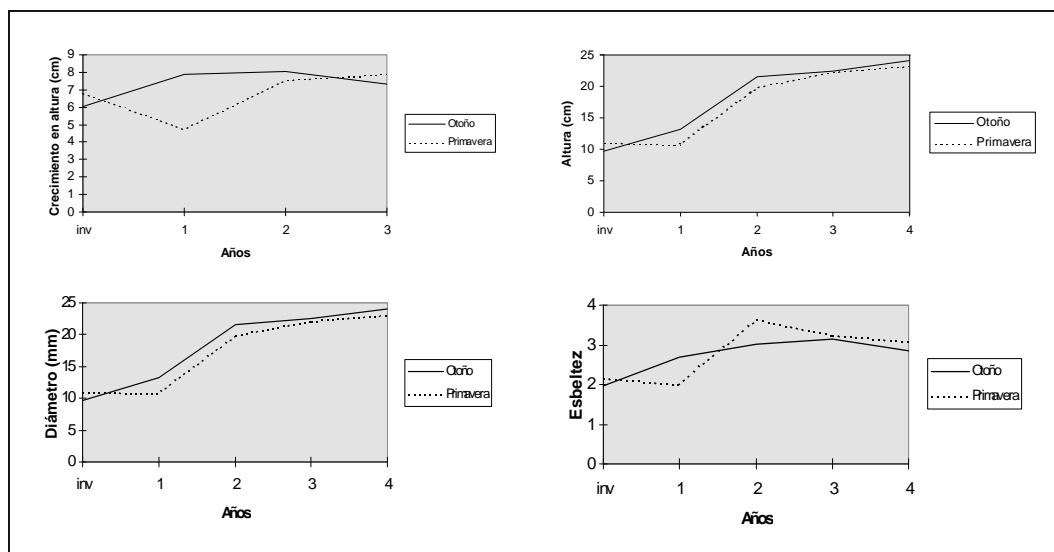 Crecimiento en altura (cm)
9
8
7
6
5
4
3
2
1
0
inv 1 2 3
Años
Otoño
Primavera
Altura (cm)
25
20
15
10
5
0
inv 1 2 3 4
Años
Otoño
Primavera
Diámetro (mm)
25
20
15
10
5
0
inv 1 2 3 4
Años
Otoño
Primavera
Esbeltez
4
3
2
1
0
inv 1 2 3 4
Años
Otoño
Primavera